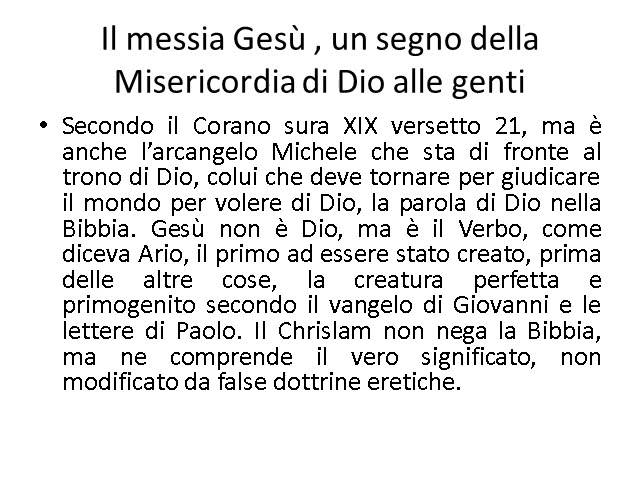 Il messia Gesù , un segno della
Misericordia di Dio alle genti
• Secondo il Corano sura XIX versetto 21, ma è
anche l’arcangelo Michele che sta di fronte al
trono di Dio, colui che deve tornare per giudicare
il mondo per volere di Dio, la parola di Dio nella
Bibbia. Gesù non è Dio, ma è il Verbo, come
diceva Ario, il primo ad essere stato creato, prima
delle altre cose, la creatura perfetta e
primogenito secondo il vangelo di Giovanni e le
lettere di Paolo. Il Chrislam non nega la Bibbia,
ma ne comprende il vero significato, non
modificato da false dottrine eretiche.